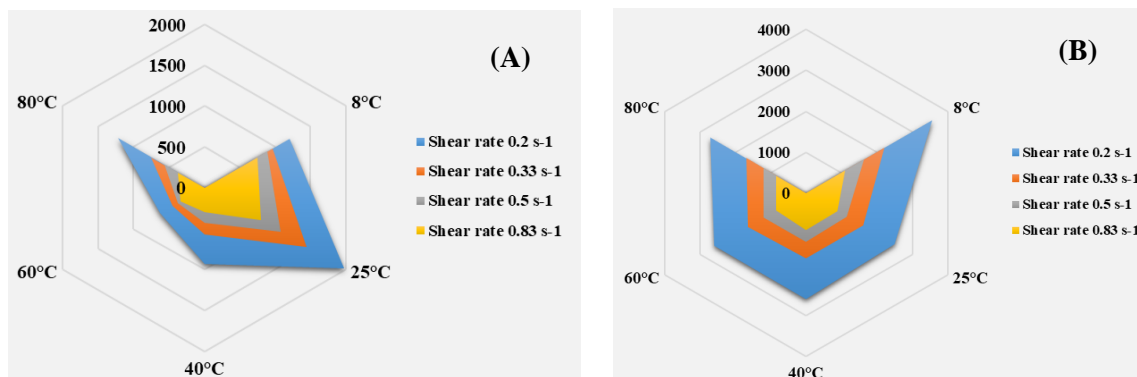 2000
(A)
1500
80°C
1000
8°C
500
0
Shear rate 0.2 s-1
Shear rate 0.33 s-1
Shear rate 0.5 s-1
Shear rate 0.83 s-1
60°C
25°C
40°C
4000
(B)
3000
80°C
2000
8°C
1000
0
Shear rate 0.2 s-1
Shear rate 0.33 s-1
Shear rate 0.5 s-1
Shear rate 0.83 s-1
60°C
25°C
40°C